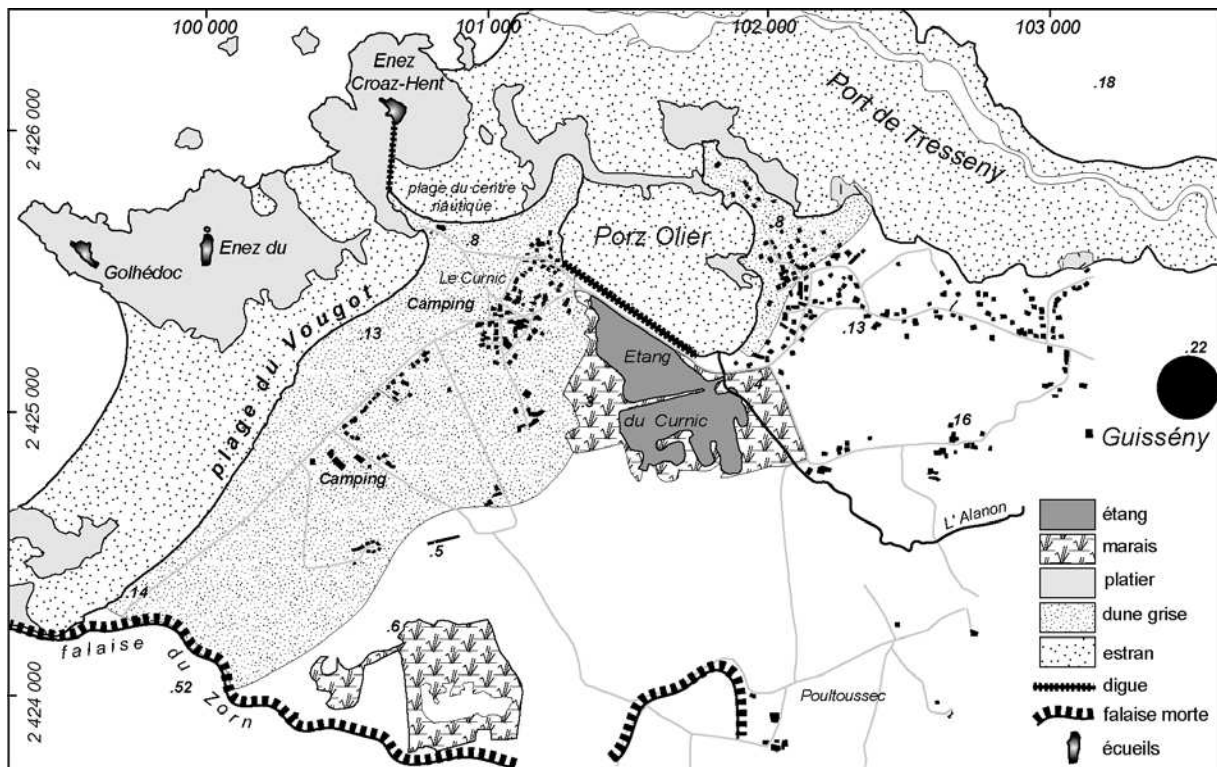 100 000
101 000
102 000
103 000
2 426 000
2 425 000
2 424 000
Enez
Croaz-Hent
.18
Port de Tresseny
plage du centre
nautique
.8
.8
Porz Olier
Golhédoc
Enez du
Le Curnic
Camping
.13
.13
plage du Vougot
.22
Etang
du Curnic
3
4
16
Guissény
Camping
L' Alanon
.5
.14
.6
falaise du Zorn
.52
Poultoussec
étang
marais
platier
dune grise
estran
digue
falaise morte
écueils